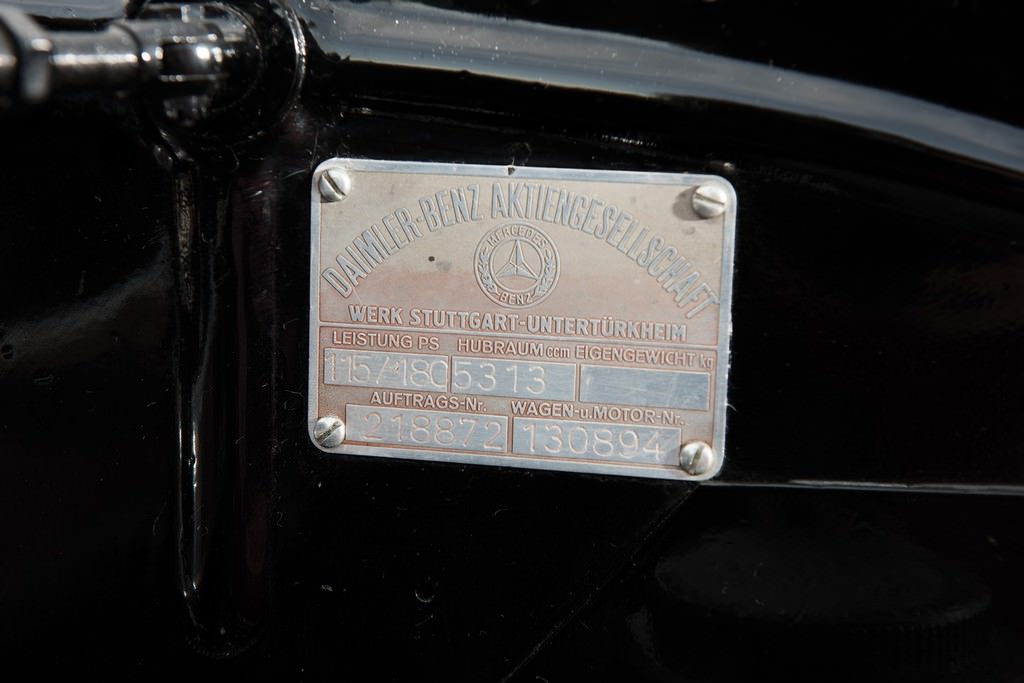 DAIMLER-BENZ AKTIENGESELLSCHAFT
MERCEDES
BENZ
WERK STUTTGART-UNTERTÜRKHEIM
LEISTUNG PS HUBRAUM ccm EIGENGEWICHT kg
115/180 5313
AUFTRAGS-Nr. WAGEN-u.MOTOR-Nr.
218872 130894